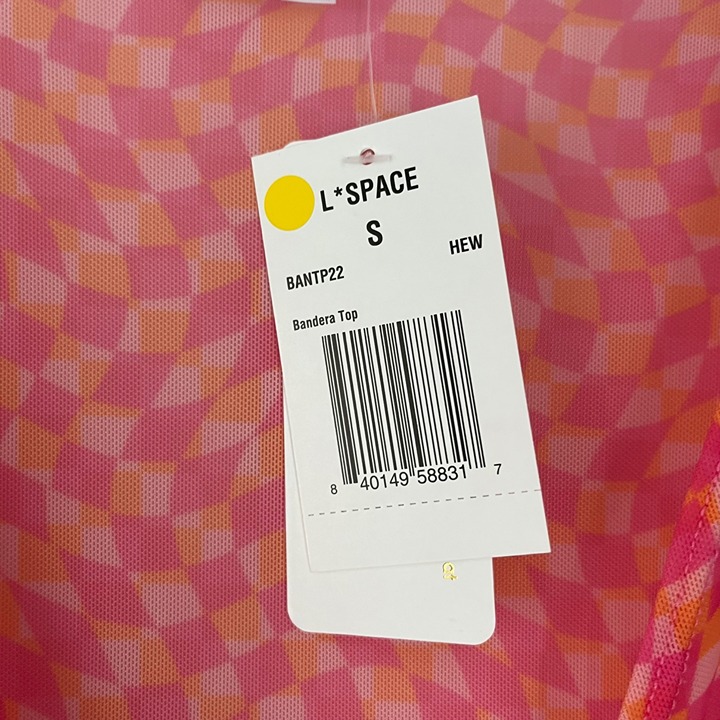 L*SPACE
S
HEW
BANTP22
Bandera Top
8 40149 58831 7